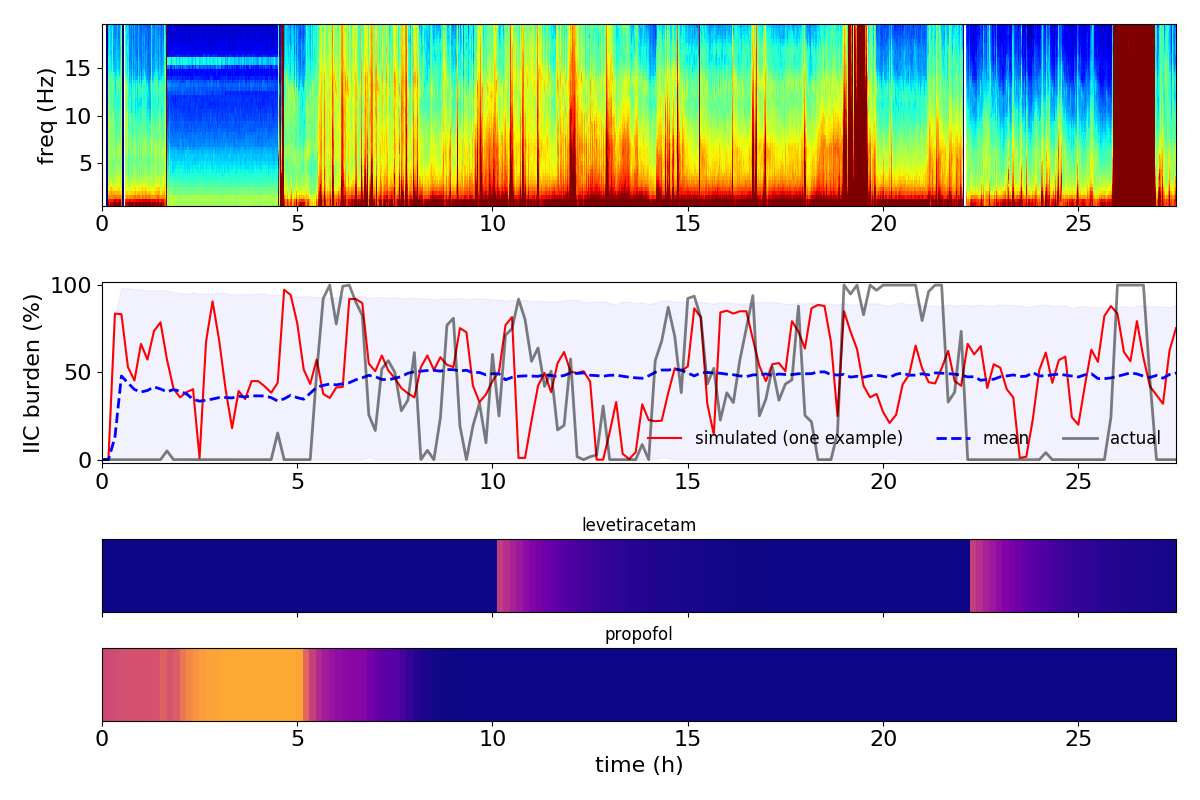 freq (Hz)
15
10
5
0 5 10 15 20 25
IIC burden (%)
100
50
0
simulated (one example) mean actual
0 5 10 15 20 25
levetiracetam
propofol
0 5 10 15 20 25
time (h)